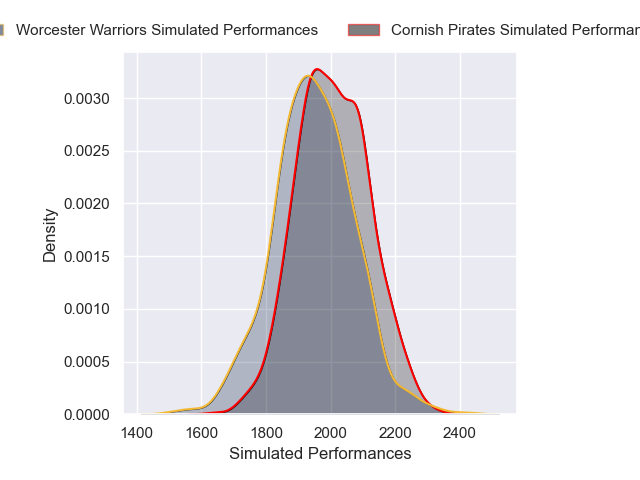 Worcester Warriors Simulated Performances
Cornish Pirates Simulated
Density
0.0030
0.0025
0.0020
0.0015
0.0010
0.0005
0.0000
1400 1600 1800 2000 2200 2400
Simulated Performances